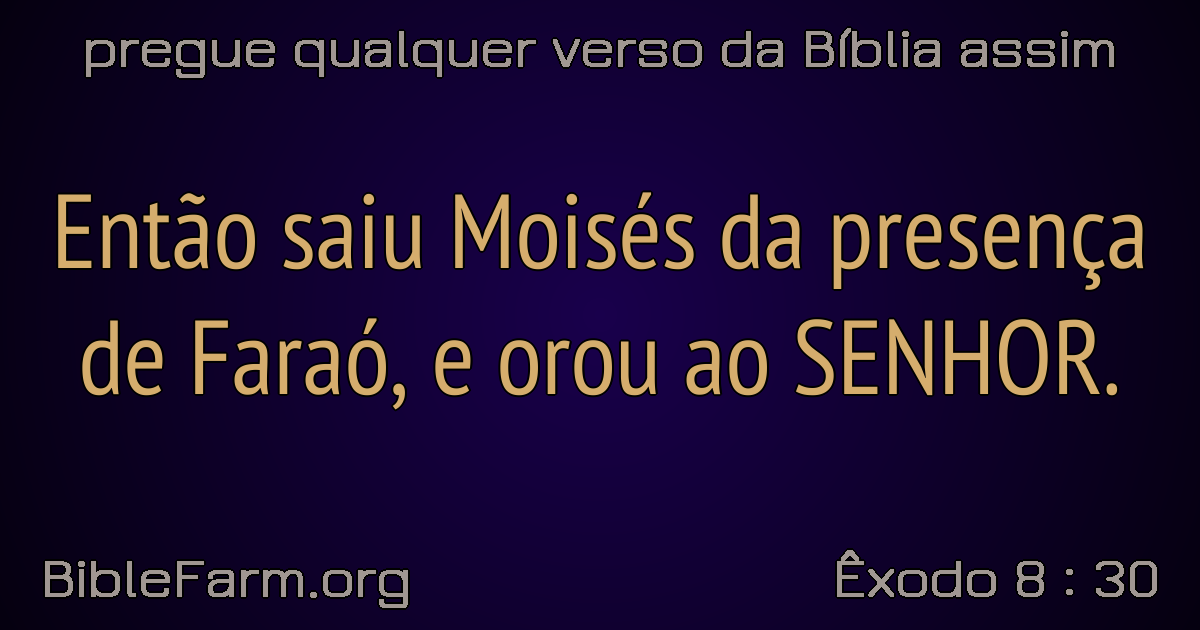 pregue qualquer verso da Bíblia assim
Então saiu Moisés da presença
de Faraó, e orou ao SENHOR.
BibleFarm.org
Êxodo 8 : 30